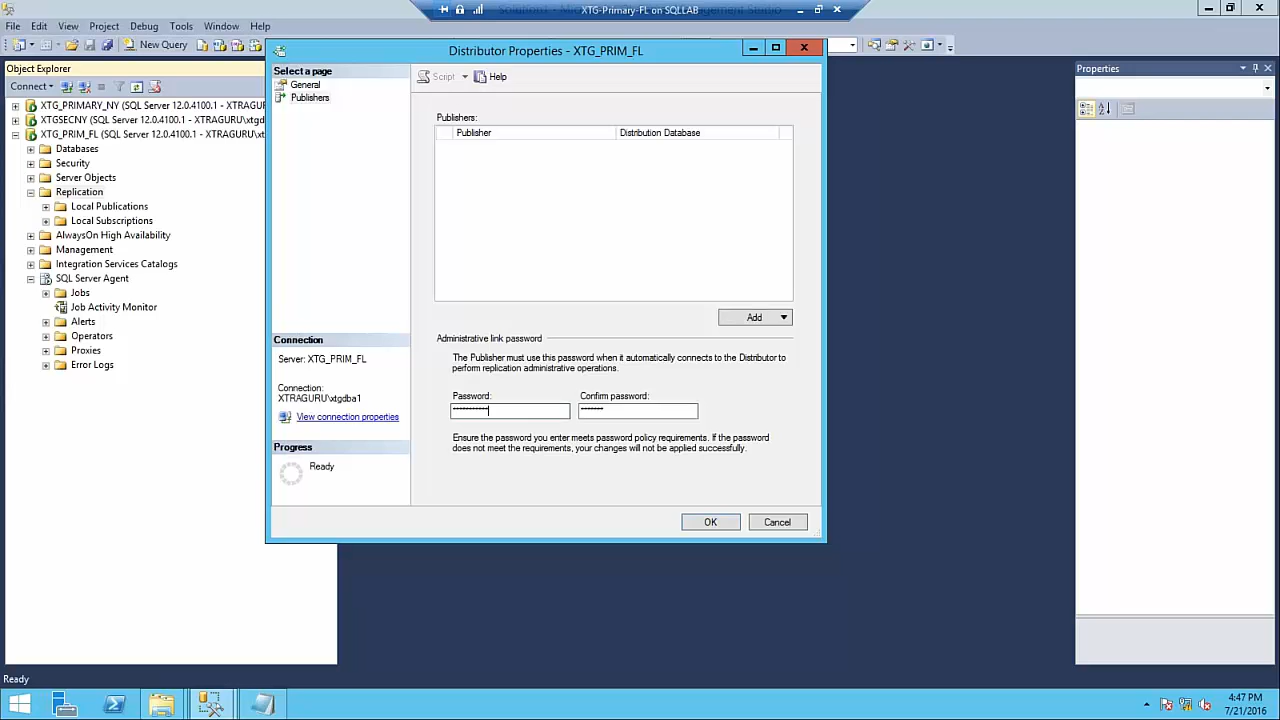 XTG-Primary-FL on SQLLAB
File Edit View Project Debug Tools Window Help
New Query
Object Explorer
Connect
XTG_PRIMARY_NY (SQL Server 12.0.4100.1 - XTRAGURU
XTGSECNY (SQL Server 12.0.4100.1 - XTRAGURU\xtgd
XTG_PRIM_FL (SQL Server 12.0.4100.1 - XTRAGURU\xt
Databases
Security
Server Objects
Replication
Local Publications
Local Subscriptions
AlwaysOn High Availability
Management
Integration Services Catalogs
SQL Server Agent
Jobs
Job Activity Monitor
Alerts
Operators
Proxies
Error Logs
Distributor Properties - XTG_PRIM_FL
Select a page
General
Publishers
Script Help
Publishers:
Publisher Distribution Database
Add
Administrative link password
The Publisher must use this password when it automatically connects to the Distributor to
perform replication administrative operations.
Password: Confirm password:
Ensure the password you enter meets password policy requirements. If the password
does not meet the requirements, your changes will not be applied successfully.
Connection
Server: XTG_PRIM_FL
Connection:
XTRAGURU\xtgdba1
View connection properties
Progress
Ready
OK Cancel
Properties
Ready
4:47 PM
7/21/2016